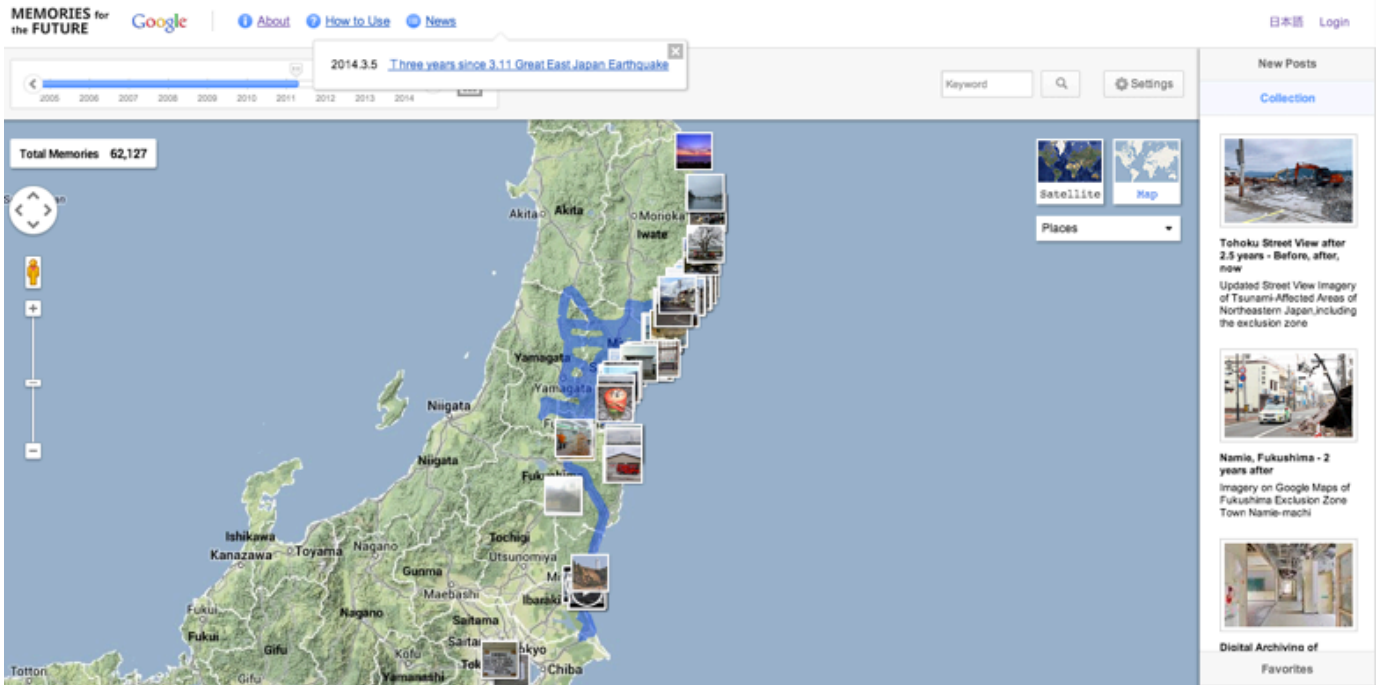 MEMORIES for
the FUTURE
Google
About
How to Use
News
日本語
Login
2014.3.5 Three years since 3.11 Great East Japan Earthquake
2005 2006 2007 2008 2009 2010 2011 2012 2013 2014
Keyword
Settings
New Posts
Collection
Total Memories 62,127
Satellite
Map
Places
Akita
Akita
Morioka
Iwate
Yamagata
Yamagata
Niigata
Niigata
Tochigi
Utsunomiya
Ishikawa
Kanazawa
Toyama
Nagano
Gunma
Maebashi
Ibaraki
Fukui
Fukui
Nagano
Saitama
Gifu
Gifu
Kofu
Yamanashi
Chiba
Tottori
Tohoku Street View after
2.5 years - Before, after,
now
Updated Street View Imagery
of Tsunami-Affected Areas of
Northeastern Japan,including
the exclusion zone
Namie, Fukushima - 2
years after
Imagery on Google Maps of
Fukushima Exclusion Zone
Town Namie-machi
Digital Archiving of
Favorites